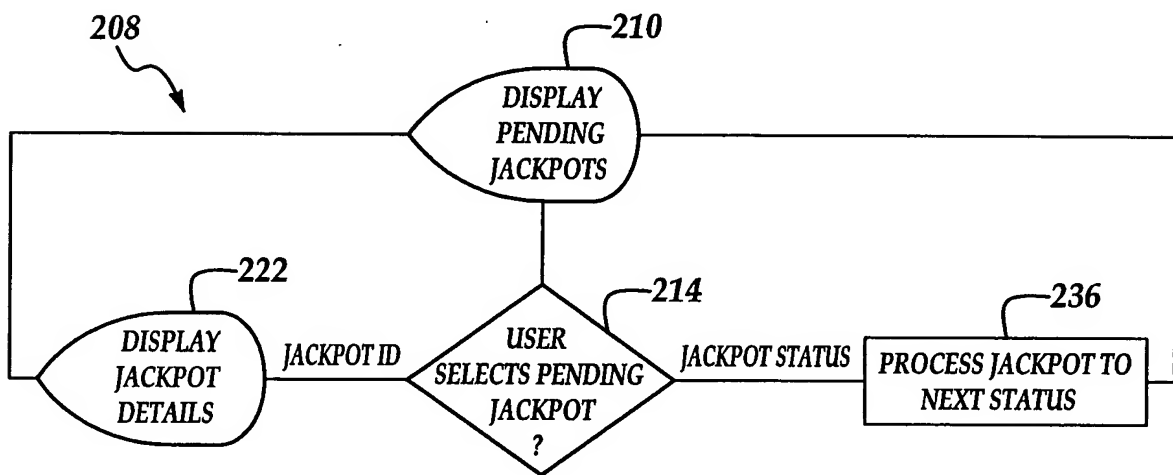 208
210
DISPLAY
PENDING
JACKPOTS
222
DISPLAY
JACKPOT
DETAILS
JACKPOT ID
214
USER
SELECTS PENDING
JACKPOT
?
JACKPOT STATUS
236
PROCESS JACKPOT TO
NEXT STATUS